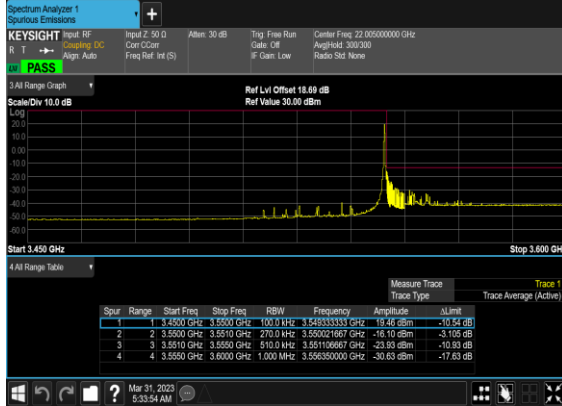 Spectrum Analyzer 1
Spurious Emissions
+
KEYSIGHT Input: RF Input Z: 50 Ω Atten: 30 dB Trig: Free Run Center Freq: 22.005000000 GHz
R T Coupling: DC Corr CCorr Gate: Off Avg|Hold: 300/300
Align: Auto Freq Ref: Int (S) IF Gain: Low Radio Std: None
LXI PASS
3 All Range Graph
Ref Lvl Offset 18.69 dB
Scale/Div 10.0 dB Ref Value 30.00 dBm
Log
20.0
10.0
0.00
-10.0
-20.0
-30.0
-40.0
-50.0
-60.0
Start 3.450 GHz Stop 3.600 GH
4 All Range Table
Measure Trace Trace 1
Trace Type Trace Average (Active)
Spur Range Start Freq Stop Freq RBW Frequency Amplitude ΔLimit
1 1 3.4500 GHz 3.5500 GHz 100.0 kHz 3.549333333 GHz 19.46 dBm -10.54 dB
2 2 3.5500 GHz 3.5510 GHz 270.0 kHz 3.550021667 GHz -16.10 dBm -3.105 dB
3 3 3.5510 GHz 3.5550 GHz 510.0 kHz 3.551106667 GHz -23.93 dBm -10.93 dB
4 4 3.5550 GHz 3.6000 GHz 1.000 MHz 3.556350000 GHz -30.63 dBm -17.63 dB
?
Mar 31, 2023
5:33:54 AM